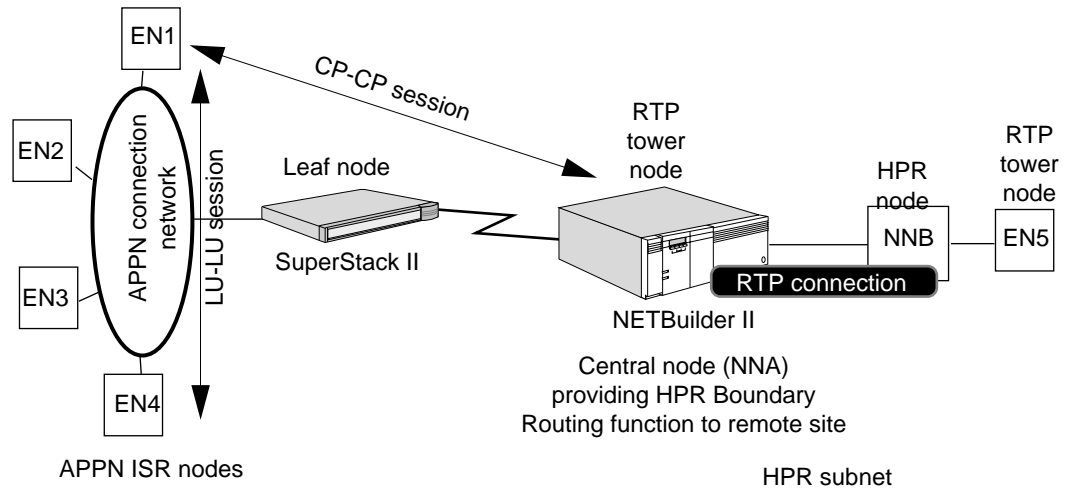 EN1
CP-CP session
RTP
tower
node
RTP
tower
node
EN2
Leaf node
HPR
node
APPN connection
network
LU-LU session
NNB
EN5
SuperStack II
EN3
RTP connection
NETBuilder II
Central node (NNA)
providing HPR Boundary
Routing function to remote site
EN4
APPN ISR nodes
HPR subnet